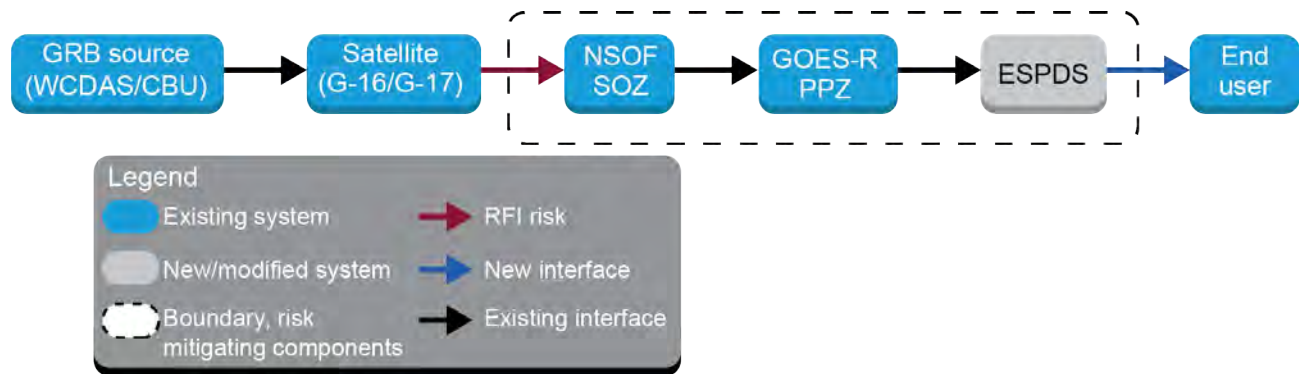 GRB source
(WCDAS/CBU)
Satellite
(G-16/G-17)
NSOF
SOZ
GOES-R
PPZ
ESPDS
End
user
Legend
Existing system
RFI risk
New/modified system
New interface
Boundary, risk
mitigating components
Existing interface